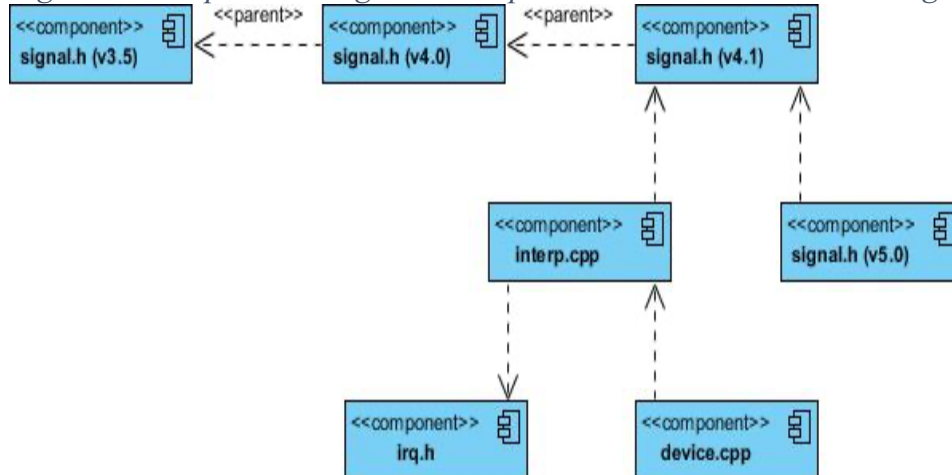 <<component>>
signal.h (v3.5)
<<parent>>
<<component>>
signal.h (v4.0)
<<parent>>
<<component>>
signal.h (v4.1)
<<component>>
interp.cpp
<<component>>
signal.h (v5.0)
<<component>>
irq.h
<<component>>
device.cpp